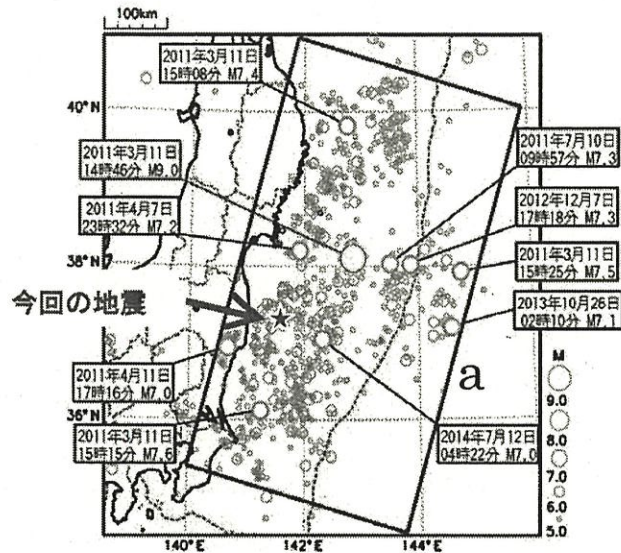 100km
2011年3月11日
15時08分 M7.4
40°N
2011年3月11日
14時46分 M9.0
2011年7月10日
09時57分 M7.3
2011年4月7日
23時32分 M7.2
2012年12月7日
17時18分 M7.3
38°N
2011年3月11日
15時25分 M7.5
今回の地震
2013年10月26日
02時10分 M7.1
2011年4月11日
17時16分 M7.0
a
M
9.0
8.0
7.0
6.0
5.0
36°N
2011年3月11日
15時15分 M7.6
2014年7月12日
04時22分 M7.0
140°E
142°E
144°E